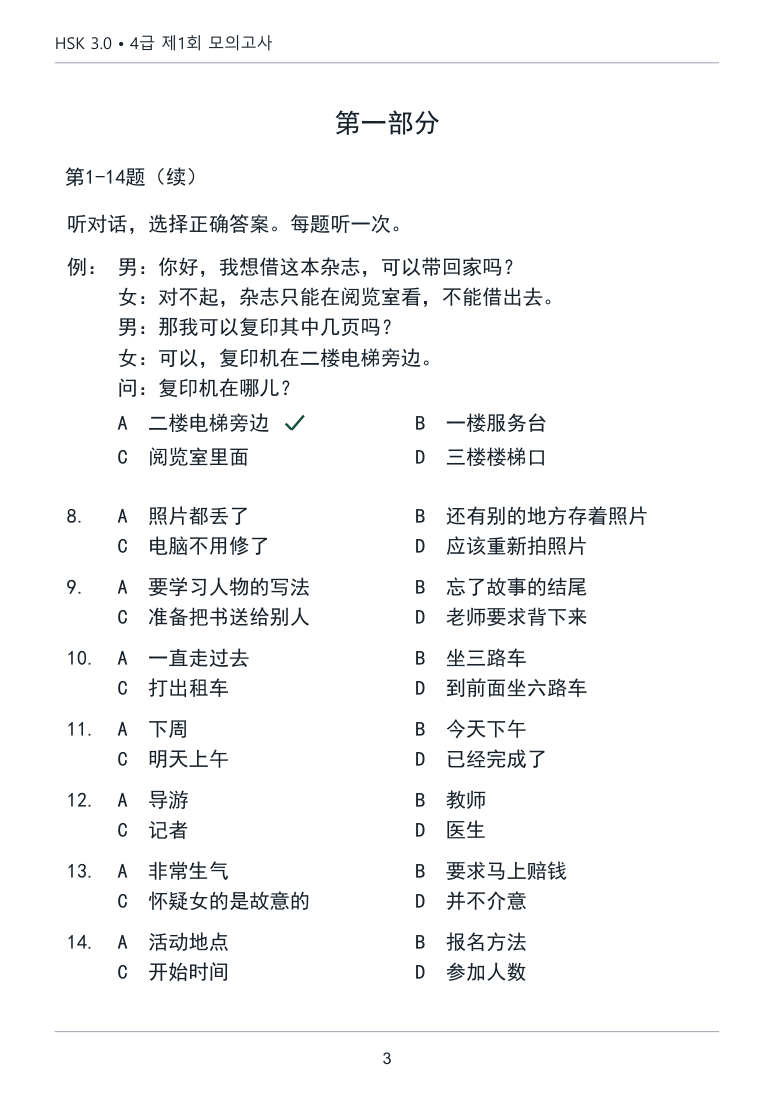 HSK 3.0 • 4급 제1회 모의고사
第一部分
第1-14题（续）
听对话，选择正确答案。每题听一次。
例： 男：你好，我想借这本杂志，可以带回家吗？
女：对不起，杂志只能在阅览室看，不能借出去。
男：那我可以复印其中几页吗？
女：可以，复印机在二楼电梯旁边。
问：复印机在哪儿？
A 二楼电梯旁边 ✓ B 一楼服务台
C 阅览室里面 D 三楼楼梯口
8. A 照片都丢了 B 还有别的地方存着照片
C 电脑不用修了 D 应该重新拍照片
9. A 要学习人物的写法 B 忘了故事的结尾
C 准备把书送给别人 D 老师要求背下来
10. A 一直走过去 B 坐三路车
C 打出租车 D 到前面坐六路车
11. A 下周 B 今天下午
C 明天上午 D 已经完成了
12. A 导游 B 教师
C 记者 D 医生
13. A 非常生气 B 要求马上赔钱
C 怀疑女的是故意的 D 并不介意
14. A 活动地点 B 报名方法
C 开始时间 D 参加人数
3